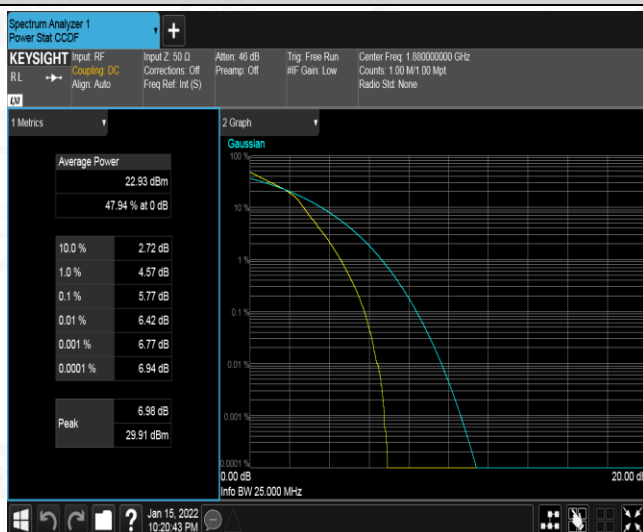 Spectrum Analyzer 1
Power Stat CCDF
+
KEYSIGHT
RL
LXI
Input: RF
Coupling: DC
Align: Auto
Input Z: 50 Ω
Corrections: Off
Freq Ref: Int (S)
Atten: 46 dB
Preamp: Off
Trig: Free Run
#IF Gain: Low
Center Freq: 1.880000000 GHz
Counts: 1.00 M/1.00 Mpt
Radio Std: None
1 Metrics
Average Power
22.93 dBm
47.94 % at 0 dB
10.0 % 2.72 dB
1.0 % 4.57 dB
0.1 % 5.77 dB
0.01 % 6.42 dB
0.001 % 6.77 dB
0.0001 % 6.94 dB
Peak
6.98 dB
29.91 dBm
2 Graph
Gaussian
100 %
10 %
1 %
0.1 %
0.01 %
0.001 %
0.0001 %
0.00 dB
20.00 dB
Info BW 25.000 MHz
?
Jan 15, 2022
10:20:43 PM